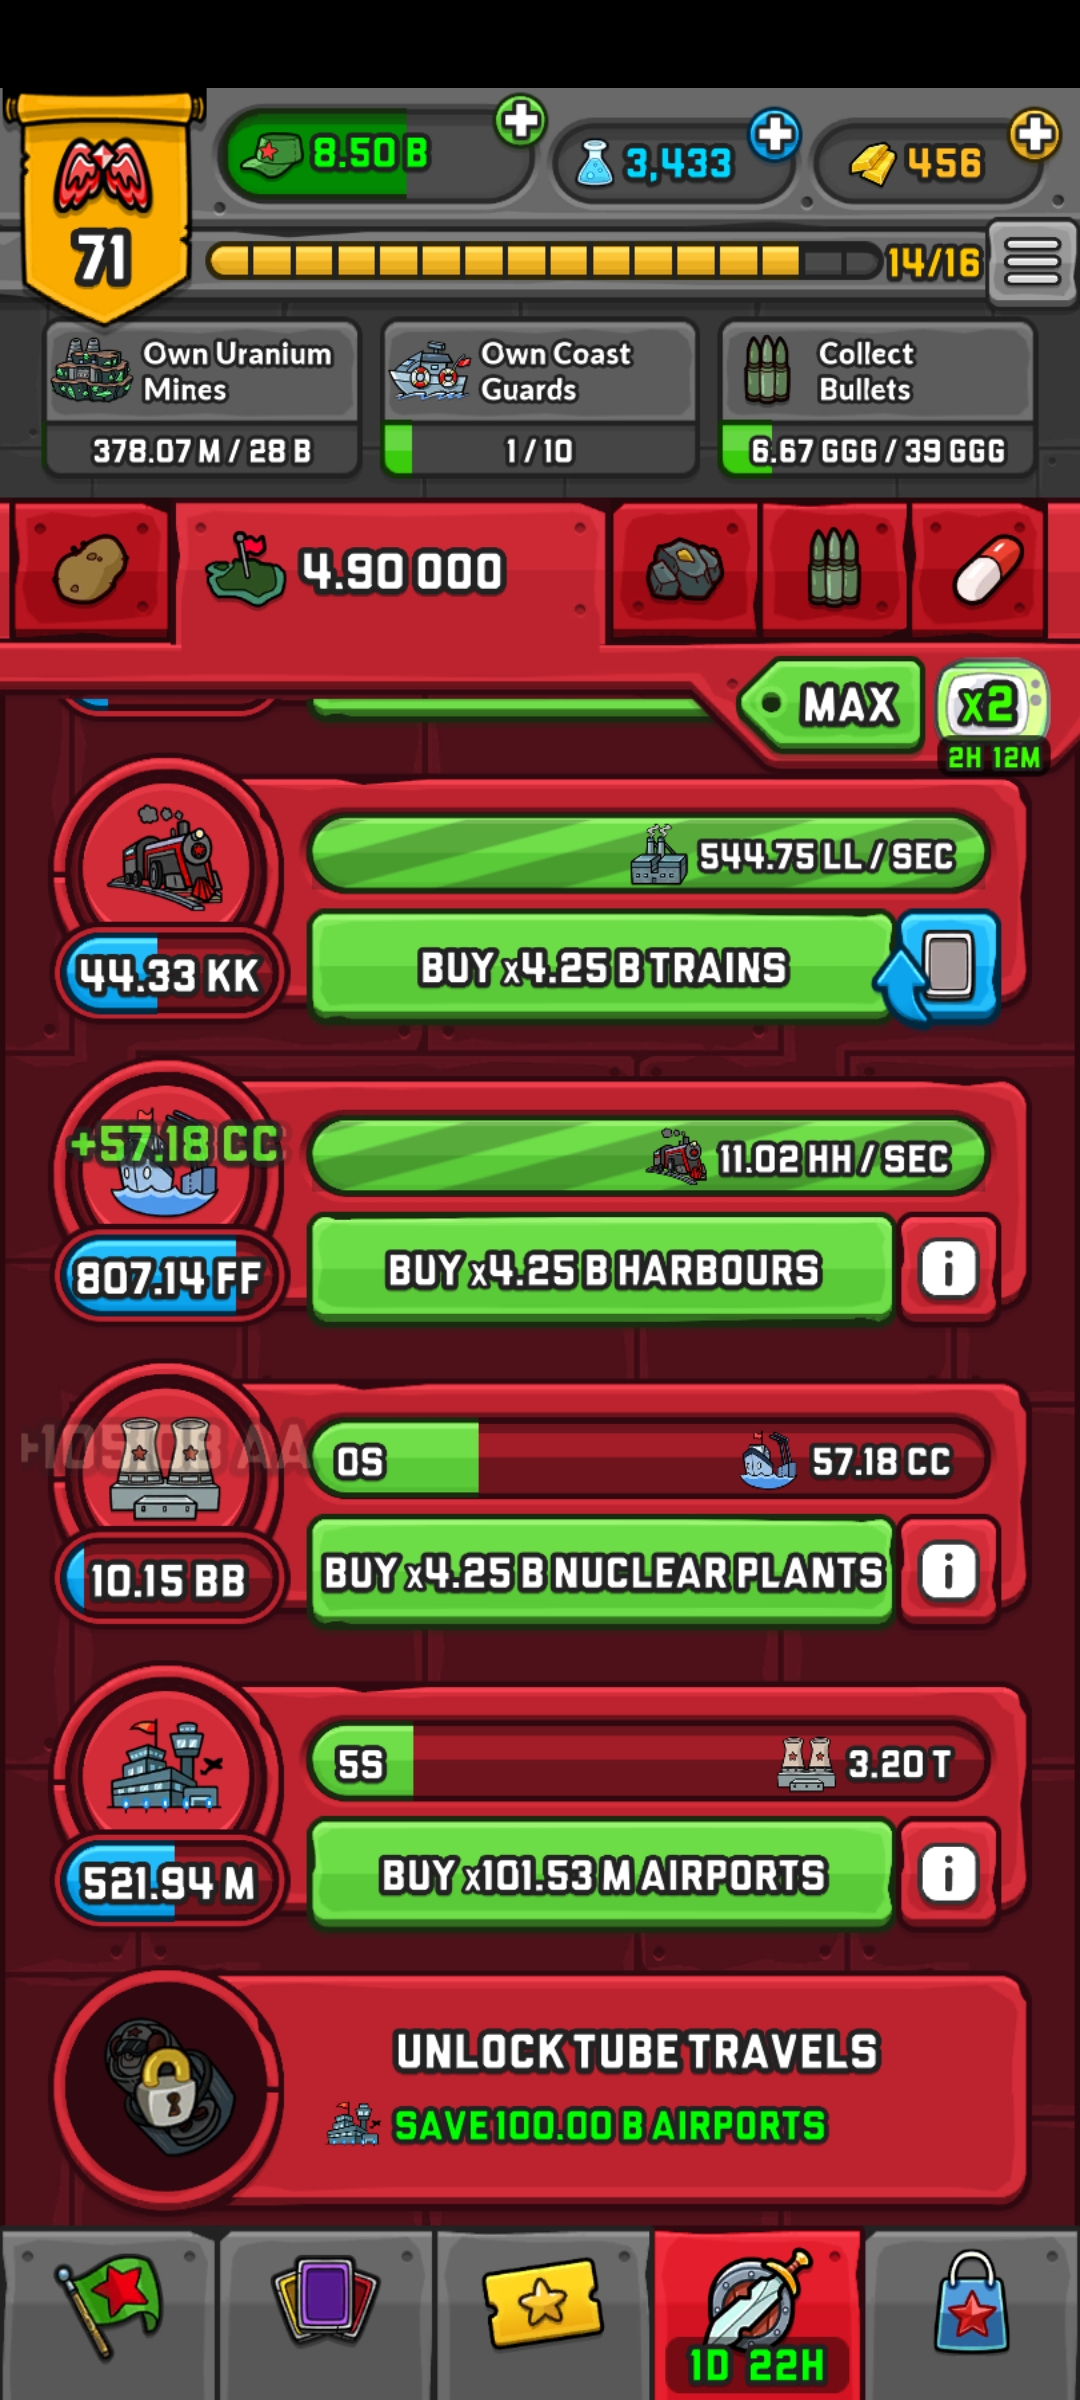 8.50 B
3,433
456
71
14/16
Own Uranium
Mines
378.07 M / 28 B
Own Coast
Guards
1 / 10
Collect
Bullets
6.67 GGG / 39 GGG
4.90 000
MAX
x2
2H 12M
544.75 LL / SEC
44.33 KK
BUY x4.25 B TRAINS
+57.18 CC
11.02 HH / SEC
807.14 FF
BUY x4.25 B HARBOURS
i
0S
57.18 CC
10.15 BB
BUY x4.25 B NUCLEAR PLANTS
i
5S
3.20 T
521.94 M
BUY x101.53 M AIRPORTS
i
UNLOCK TUBE TRAVELS
SAVE 100.00 B AIRPORTS
1D 22H